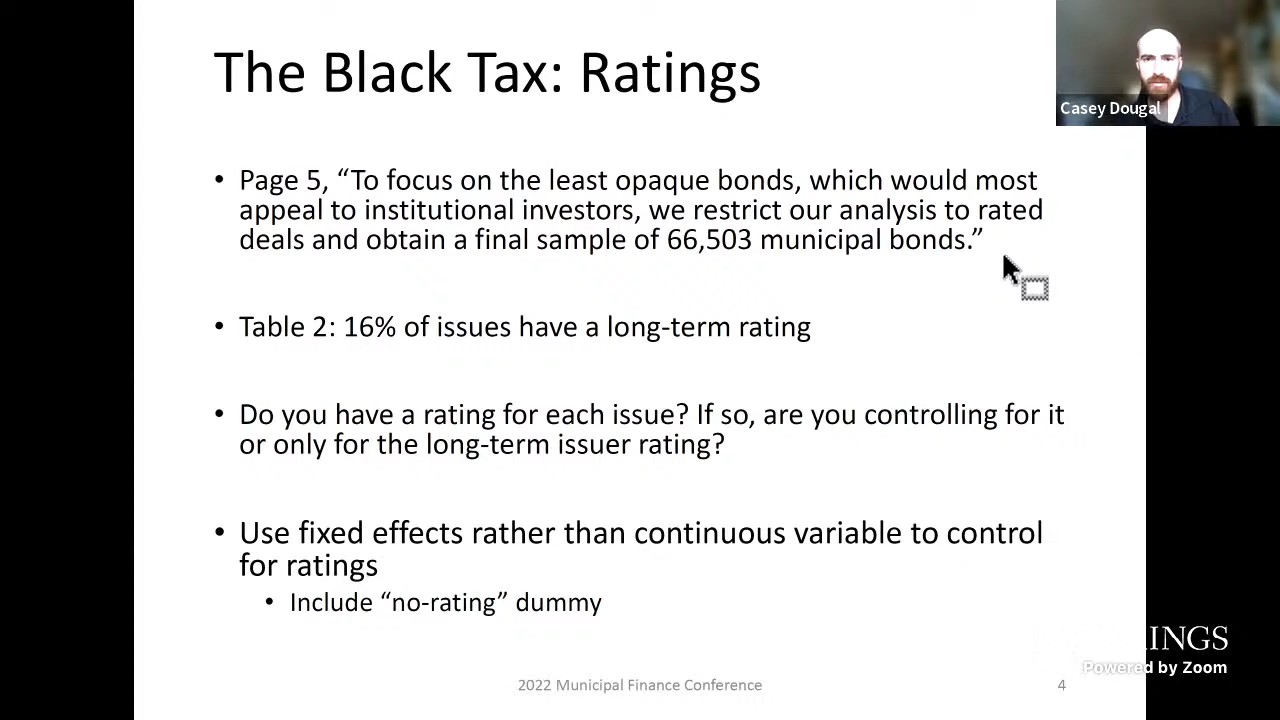 The Black Tax: Ratings
Casey Dougal
• Page 5, “To focus on the least opaque bonds, which would most
appeal to institutional investors, we restrict our analysis to rated
deals and obtain a final sample of 66,503 municipal bonds.”
• Table 2: 16% of issues have a long-term rating
• Do you have a rating for each issue? If so, are you controlling for it
or only for the long-term issuer rating?
• Use fixed effects rather than continuous variable to control
for ratings
• Include “no-rating” dummy
INGS
Powered by Zoom
2022 Municipal Finance Conference
4